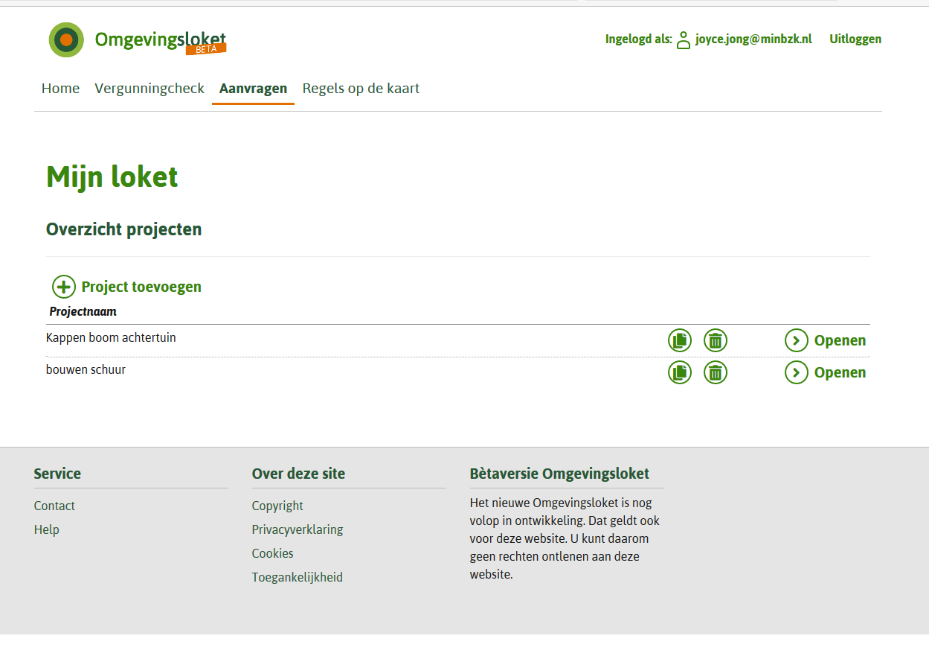 Omgevingsloket
BETA
Ingelogd als: joyce.jong@minbzk.nl Uitloggen
Home Vergunningcheck Aanvragen Regels op de kaart
Mijn loket
Overzicht projecten
Project toevoegen
Projectnaam
Kappen boom achtertuin Openen
bouwen schuur Openen
Service
Contact
Help
Over deze site
Copyright
Privacyverklaring
Cookies
Toegankelijkheid
Bètaversie Omgevingsloket
Het nieuwe Omgevingsloket is nog
volop in ontwikkeling. Dat geldt ook
voor deze website. U kunt daarom
geen rechten ontlenen aan deze
website.